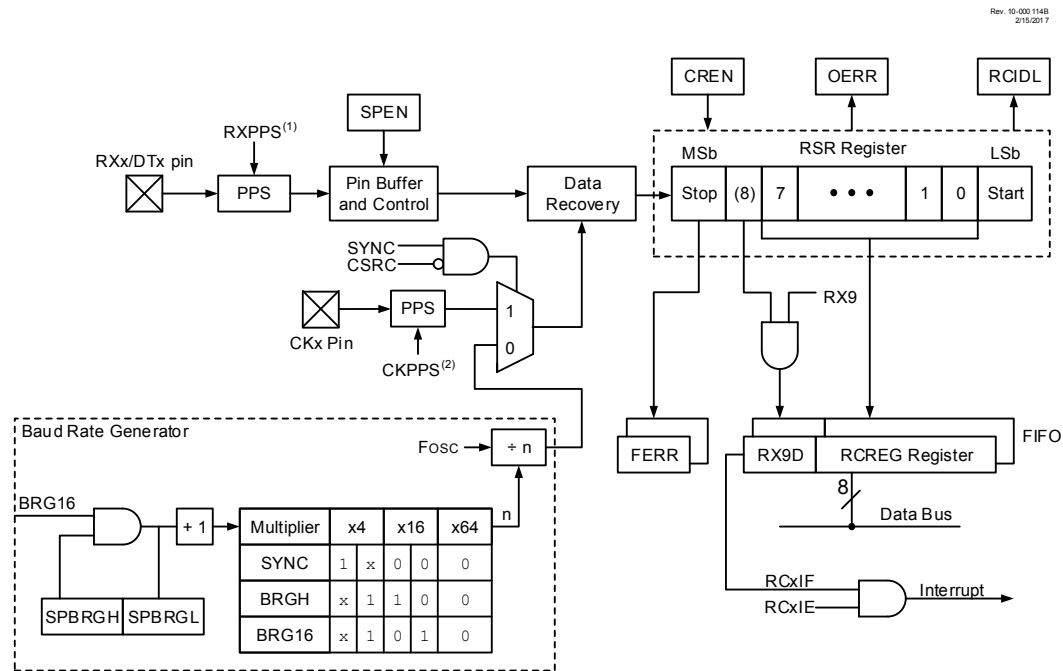 Rev. 10-000 114B
2/15/2017
CREN
OERR
RCIDL
SPEN
RXPPS(1)
RXx/DTx pin
PPS
Pin Buffer
and Control
Data
Recovery
MSb
RSR Register
LSb
Stop (8) 7 • • • 1 0 Start
SYNC
CSRC
RX9
PPS
1
0
CKx Pin
CKPPS(2)
Baud Rate Generator
FOSC
÷ n
FERR
RX9D
RCREG Register
FIFO
8
Data Bus
BRG16
+ 1
n
Multiplier x4 x16 x64
SYNC 1 x 0 0 0
BRGH x 1 1 0 0
BRG16 x 1 0 1 0
SPBRGH SPBRGL
RCxIF
RCxIE
Interrupt